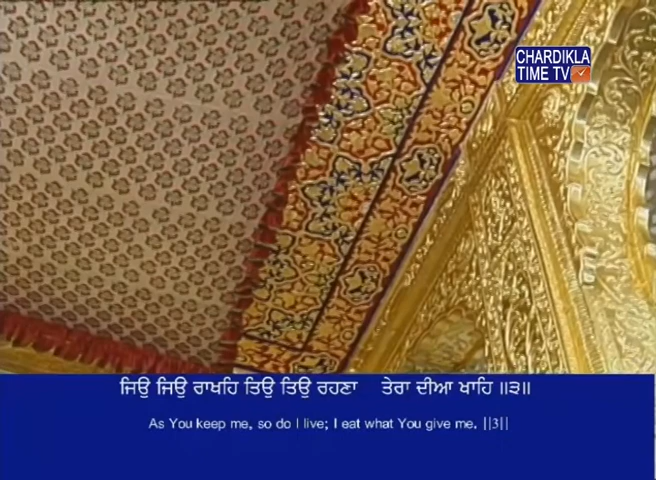 CHARDIKLA
TIME TV
ਜਿਉ ਜਿਉ ਰਾਖਹਿ ਤਿਉ ਤਿਉ ਰਹਣਾ ਤੇਰਾ ਦੀਆ ਖਾਹਿ ॥੩॥
As You keep me, so do I live; I eat what You give me. ||3||